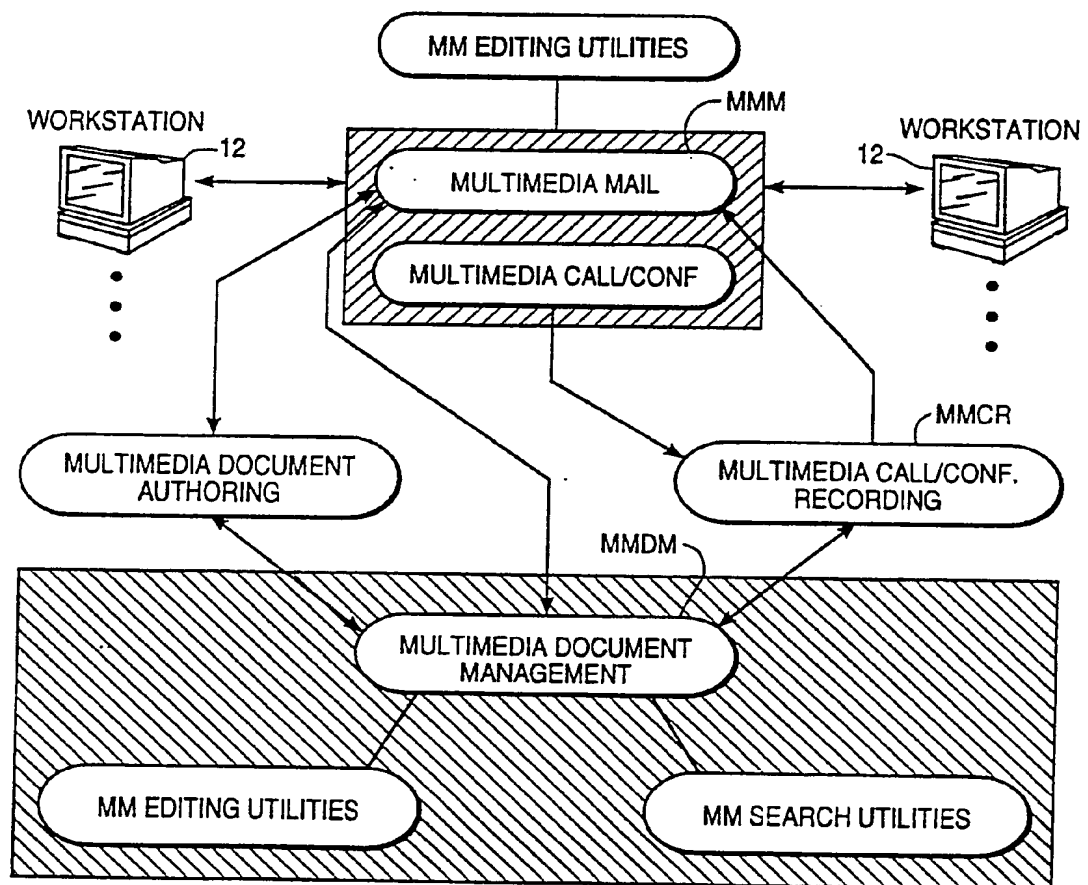 MM EDITING UTILITIES
MMM
WORKSTATION
12
WORKSTATION
12
MULTIMEDIA MAIL
MULTIMEDIA CALL/CONF
MMCR
MULTIMEDIA DOCUMENT
AUTHORING
MULTIMEDIA CALL/CONF.
RECORDING
MMDM
MULTIMEDIA DOCUMENT
MANAGEMENT
MM EDITING UTILITIES
MM SEARCH UTILITIES